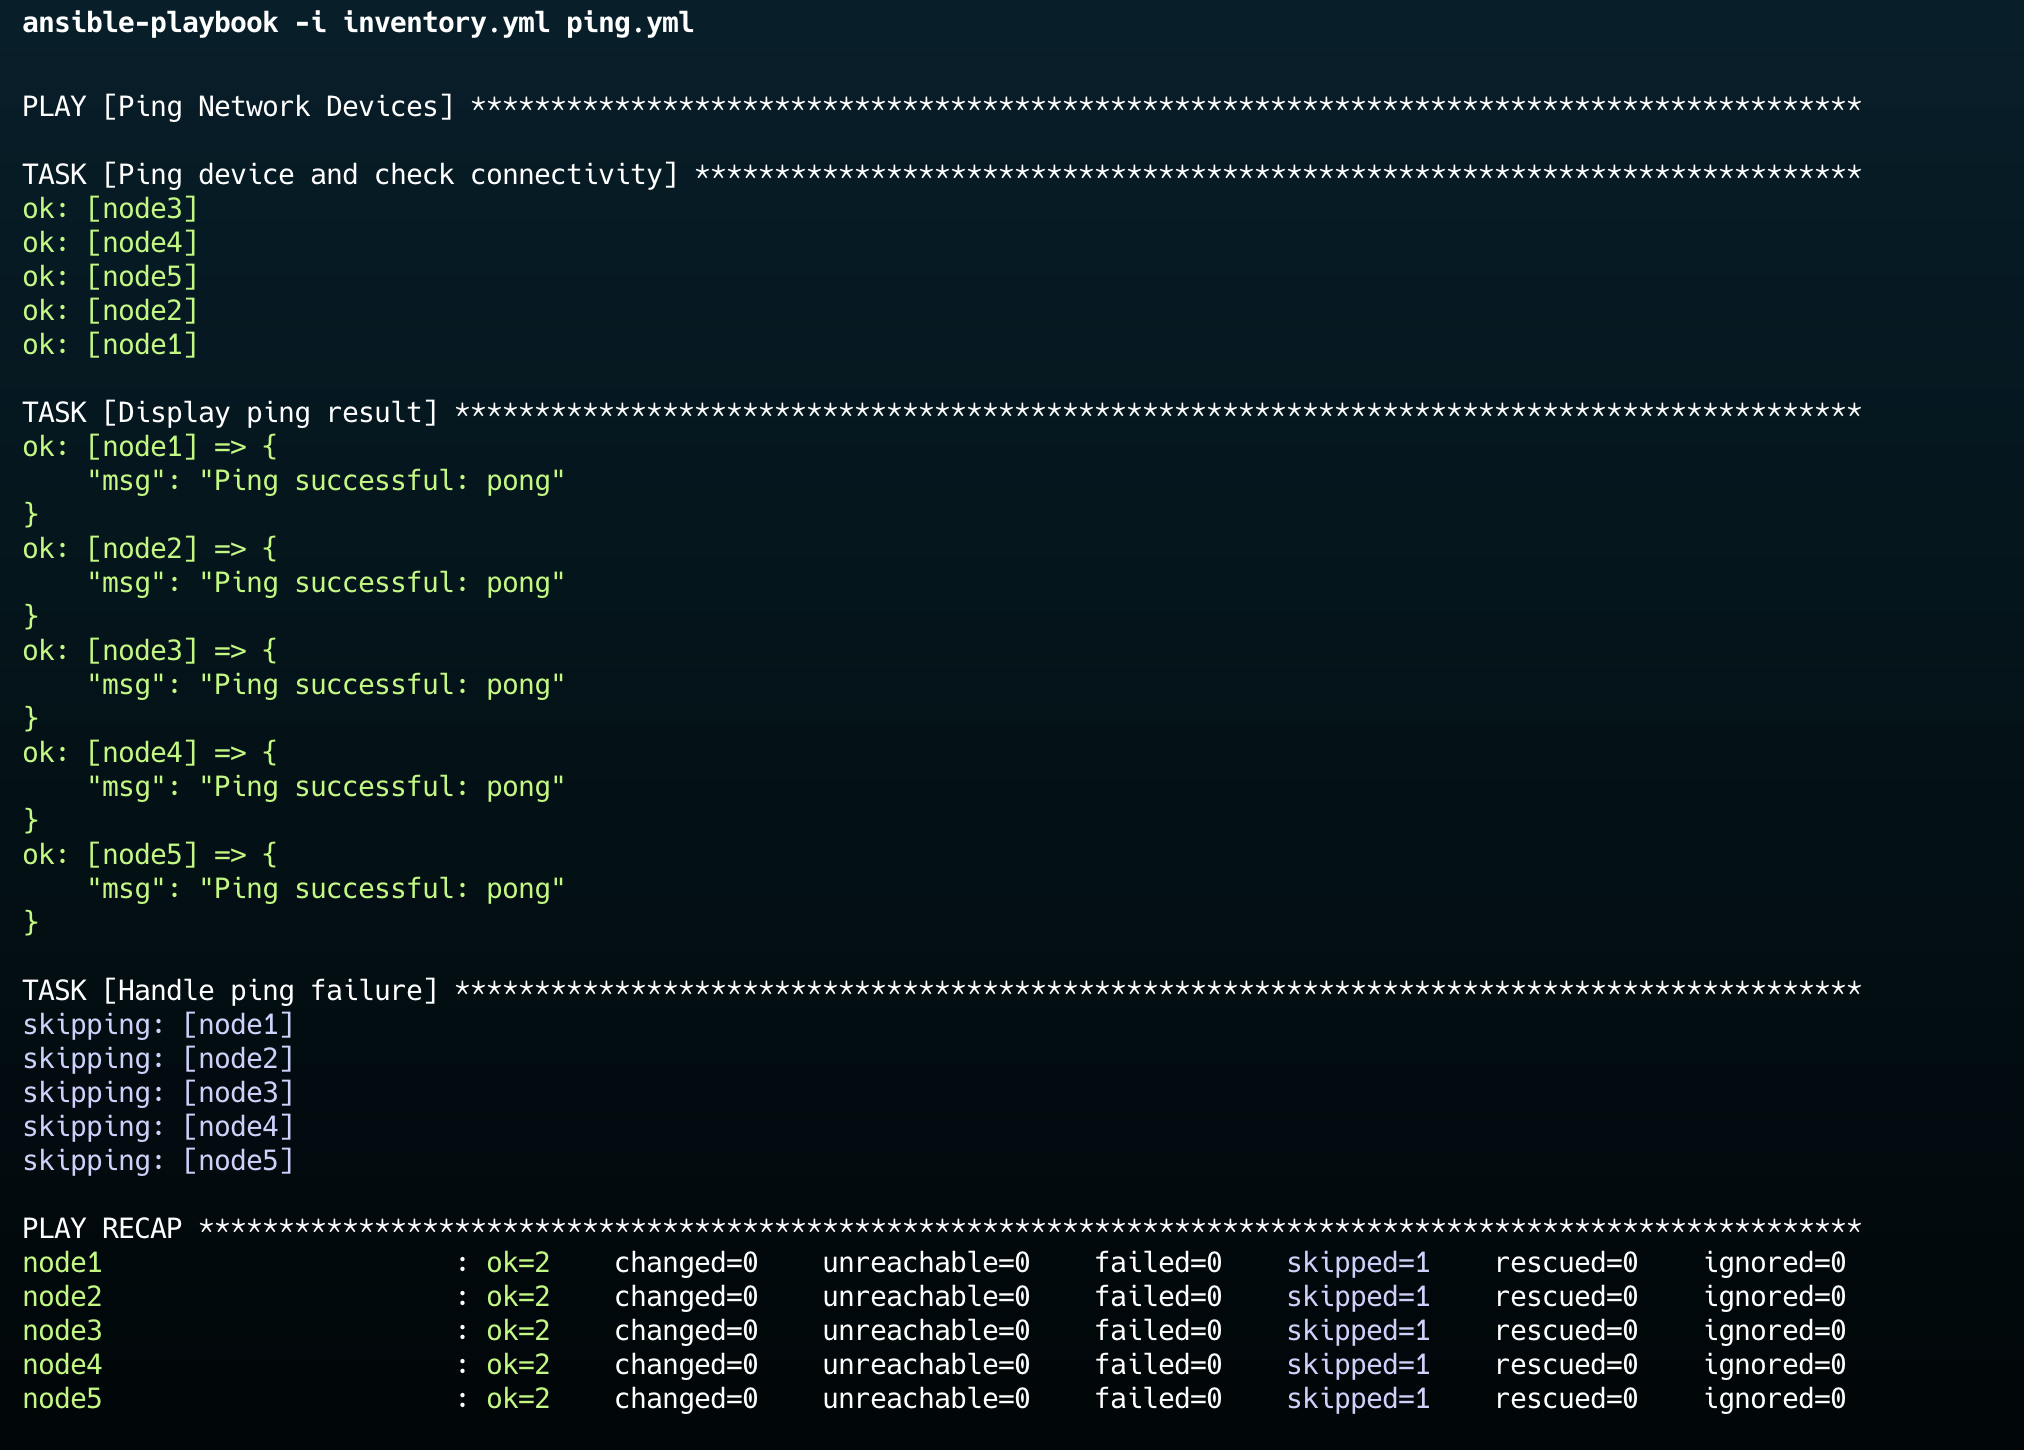 ansible-playbook -i inventory.yml ping.yml
PLAY [Ping Network Devices] ***************************************************************************************
TASK [Ping device and check connectivity] *************************************************************************
ok: [node3]
ok: [node4]
ok: [node5]
ok: [node2]
ok: [node1]
TASK [Display ping result] ****************************************************************************************
ok: [node1] => {
    "msg": "Ping successful: pong"
}
ok: [node2] => {
    "msg": "Ping successful: pong"
}
ok: [node3] => {
    "msg": "Ping successful: pong"
}
ok: [node4] => {
    "msg": "Ping successful: pong"
}
ok: [node5] => {
    "msg": "Ping successful: pong"
}
TASK [Handle ping failure] ****************************************************************************************
skipping: [node1]
skipping: [node2]
skipping: [node3]
skipping: [node4]
skipping: [node5]
PLAY RECAP ********************************************************************************************************
node1                      : ok=2    changed=0    unreachable=0    failed=0    skipped=1    rescued=0    ignored=0
node2                      : ok=2    changed=0    unreachable=0    failed=0    skipped=1    rescued=0    ignored=0
node3                      : ok=2    changed=0    unreachable=0    failed=0    skipped=1    rescued=0    ignored=0
node4                      : ok=2    changed=0    unreachable=0    failed=0    skipped=1    rescued=0    ignored=0
node5                      : ok=2    changed=0    unreachable=0    failed=0    skipped=1    rescued=0    ignored=0